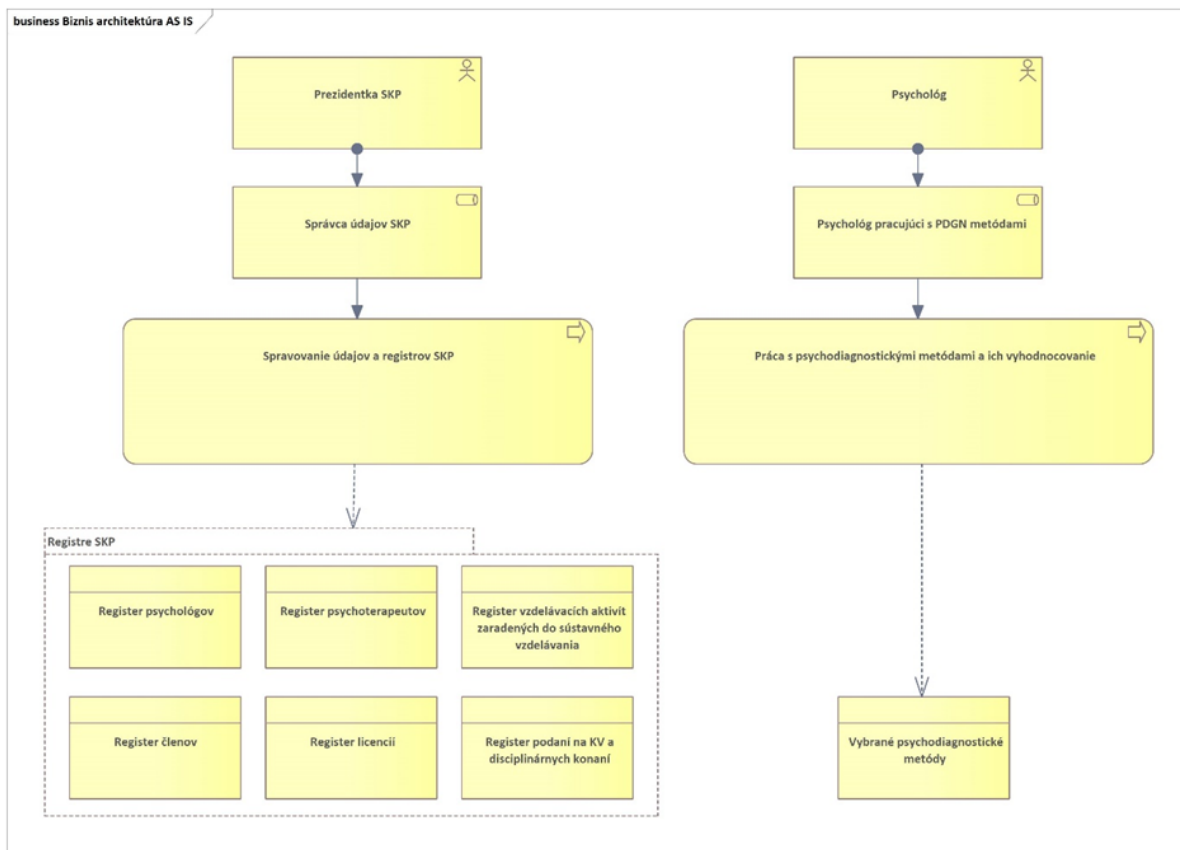 business Biznis architektúra AS IS
Prezidentka SKP
Psychológ
Správca údajov SKP
Psychológ pracujúci s PDGN metódami
Spravovanie údajov a registrov SKP
Práca s psychodiagnostickými metódami a ich vyhodnocovanie
Registre SKP
Register psychológov
Register psychoterapeutov
Register vzdelávacích aktivít
zaradených do sústavného
vzdelávania
Register členov
Register licencií
Register podaní na KV a
disciplinárnych konaní
Vybrané psychodiagnostické
metódy